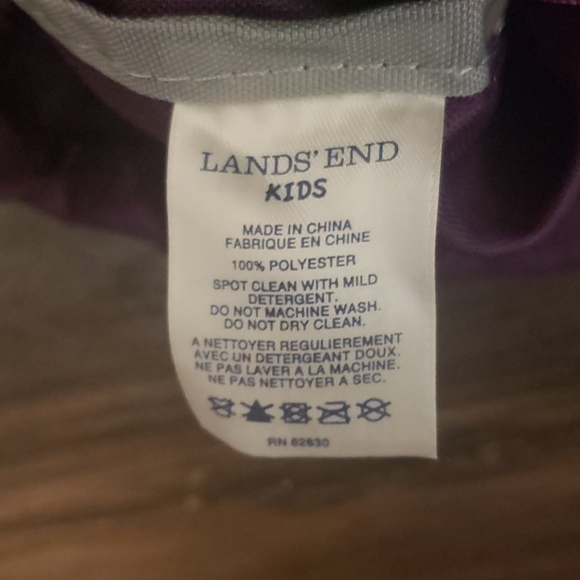 LANDS' END
KIDS
MADE IN CHINA
FABRIQUE EN CHINE
100% POLYESTER
SPOT CLEAN WITH MILD
DETERGENT.
DO NOT MACHINE WASH.
DO NOT DRY CLEAN.
A NETTOYER REGULIEREMENT
AVEC UN DETERGEANT DOUX.
NE PAS LAVER A LA MACHINE.
NE PAS NETTOYER A SEC.
RN 62830